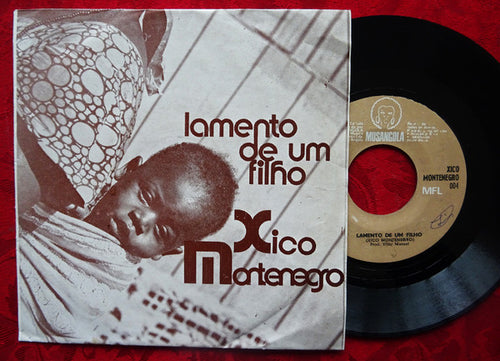 lamento
de um
filho
Xico
Montenegro
MUSANGOLA
XICO
MONTENEGRO
004
MFL
LAMENTO DE UM FILHO
(XICO MONTENEGRO)